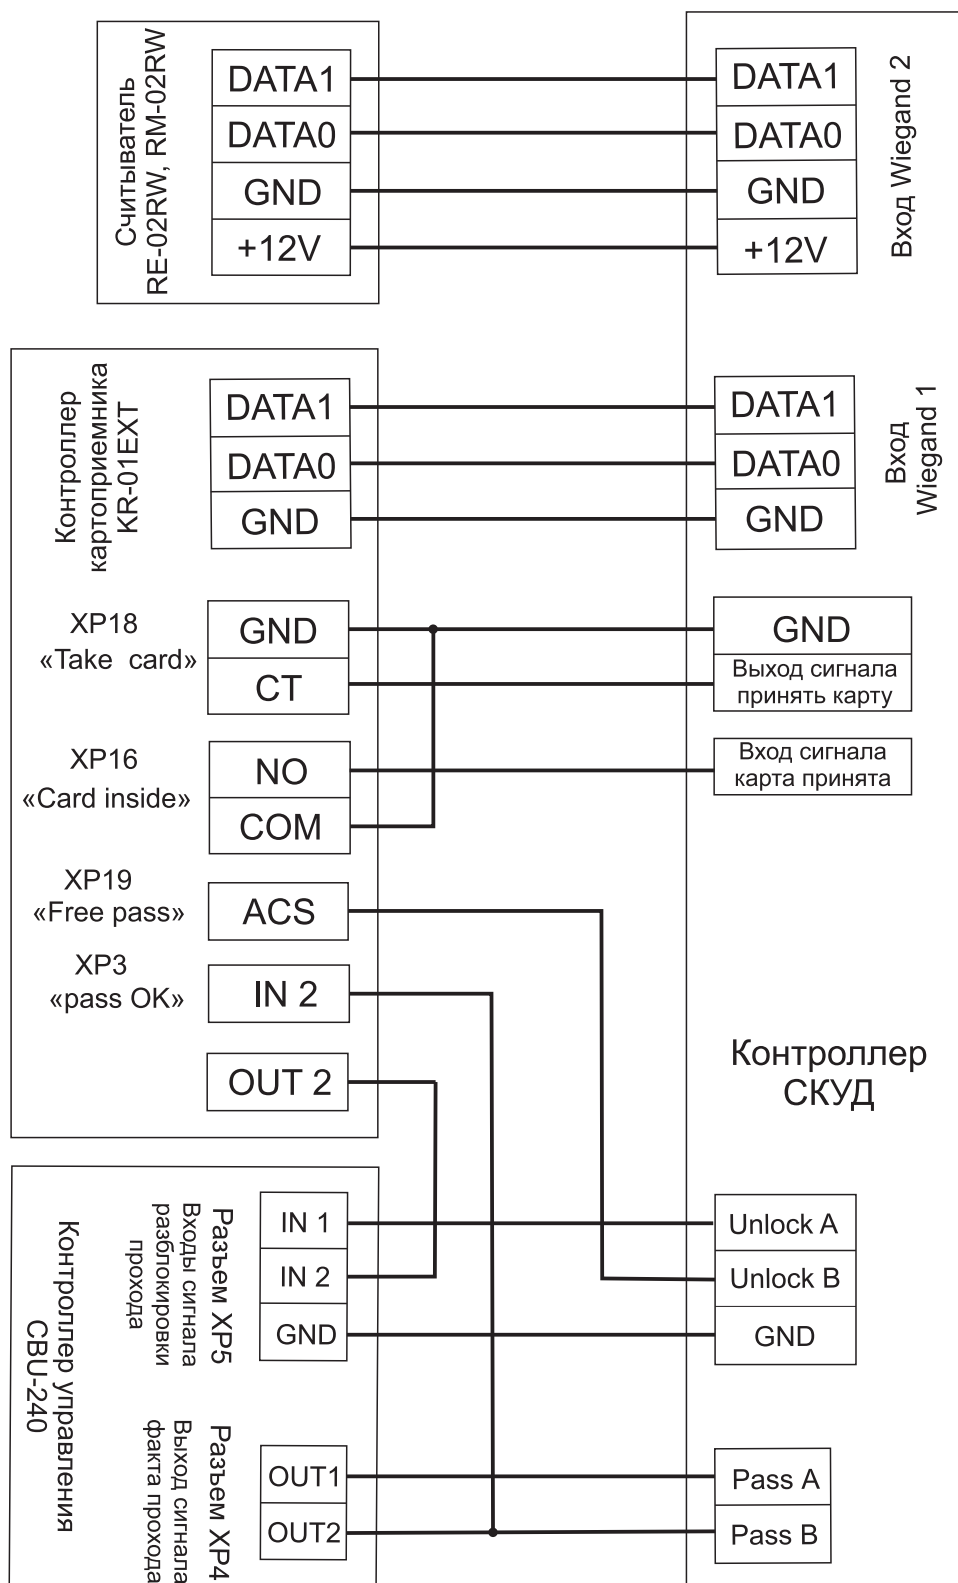 Считыватель
RE-02RW, RM-02RW
DATA1
DATA0
GND
+12V
DATA1
DATA0
GND
+12V
Вход Wiegand 2
Контроллер
картоприемника
KR-01EXT
DATA1
DATA0
GND
DATA1
DATA0
GND
Вход
Wiegand 1
XP18
«Take card»
GND
CT
GND
Выход сигнала
принять карту
XP16
«Card inside»
NO
COM
Вход сигнала
карта принята
XP19
«Free pass»
ACS
XP3
«pass OK»
IN 2
OUT 2
Контроллер
СКУД
Контроллер управления
CBU-240
Разъем XP5
Входы сигнала
разблокировки
прохода
IN 1
IN 2
GND
Unlock A
Unlock B
GND
Разъем XP4
Выход сигнала
факта прохода
OUT1
OUT2
Pass A
Pass B